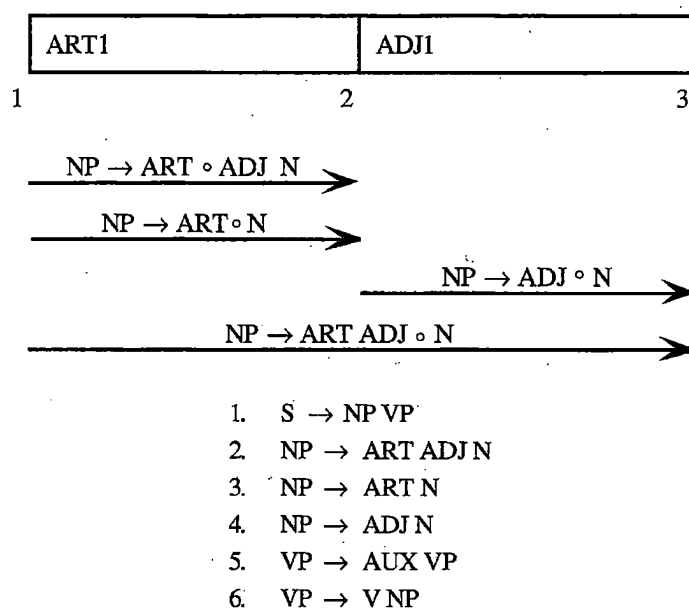 ART1 ADJ1
1 2 3
NP → ART ∘ ADJ N
NP → ART ∘ N
NP → ADJ ∘ N
NP → ART ADJ ∘ N
1. S → NP VP
2. NP → ART ADJ N
3. NP → ART N
4. NP → ADJ N
5. VP → AUX VP
6. VP → V NP